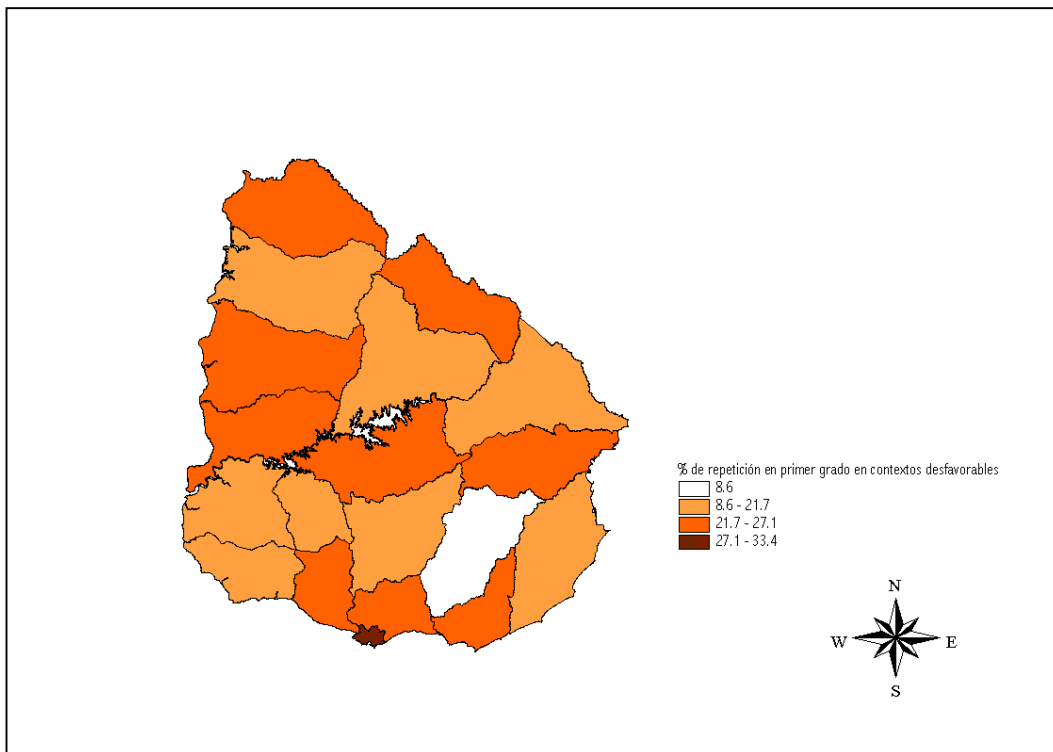 % de repetición en primer grado en contextos desfavorables
8.6
8.6 - 21.7
21.7 - 27.1
27.1 - 33.4
N
W E
S